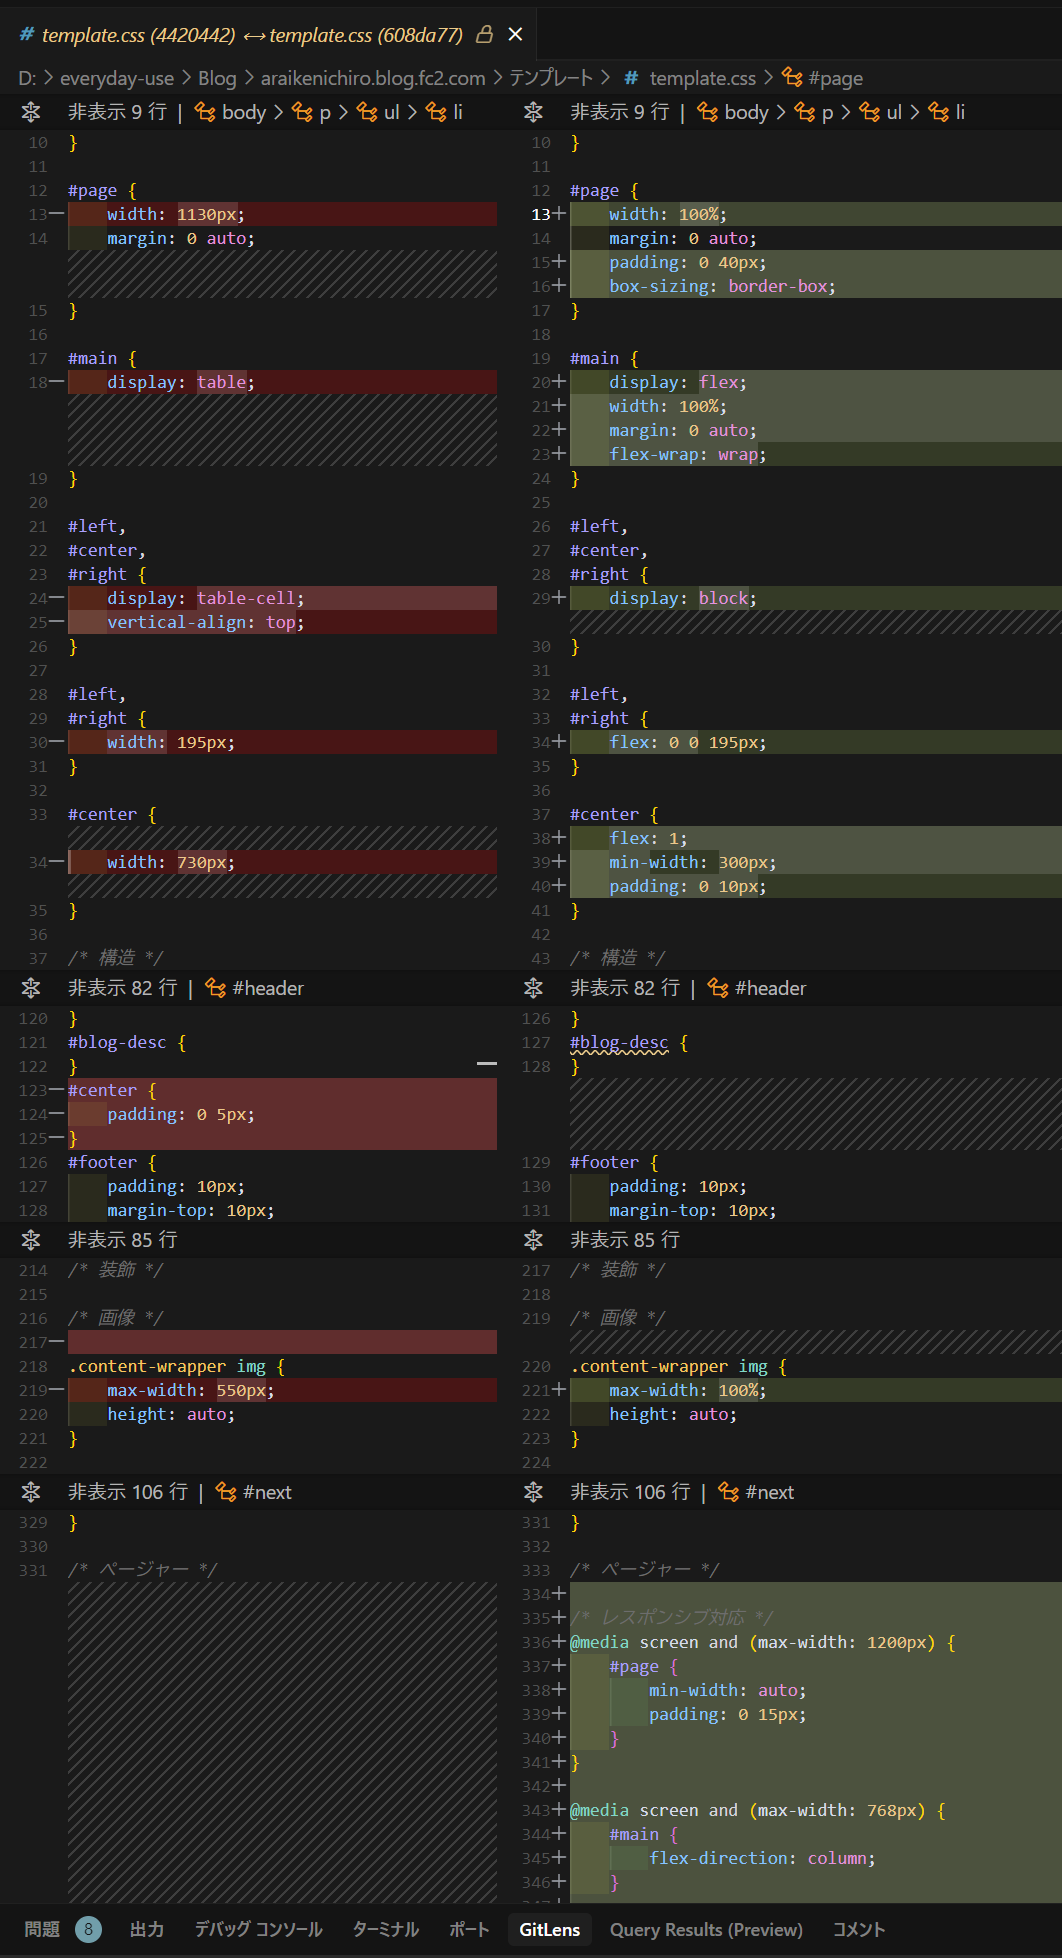 # template.css (4420442) ↔ template.css (608da77) ×
D: > everyday-use > Blog > araikenichiro.blog.fc2.com > テンプレート > # template.css > #page
非表示 9 行 | body > p > ul > li
10 }
11
12 #page {
13 — width: 1130px;
14 margin: 0 auto;
15 }
16
17 #main {
18 — display: table;
19 }
20
21 #left,
22 #center,
23 #right {
24 — display: table-cell;
25 — vertical-align: top;
26 }
27
28 #left,
29 #right {
30 — width: 195px;
31 }
32
33 #center {
34 — width: 730px;
35 }
36
37 /* 構造 */
非表示 82 行 | #header
120 }
121 #blog-desc {
122 }
123 — #center {
124 — padding: 0 5px;
125 — }
126 #footer {
127 padding: 10px;
128 margin-top: 10px;
非表示 85 行
214 /* 装飾 */
215
216 /* 画像 */
217 —
218 .content-wrapper img {
219 — max-width: 550px;
220 height: auto;
221 }
222
非表示 106 行 | #next
329 }
330
331 /* ページャー */
非表示 9 行 | body > p > ul > li
10 }
11
12 #page {
13 + width: 100%;
14 margin: 0 auto;
15 + padding: 0 40px;
16 + box-sizing: border-box;
17 }
18
19 #main {
20 + display: flex;
21 + width: 100%;
22 + margin: 0 auto;
23 + flex-wrap: wrap;
24 }
25
26 #left,
27 #center,
28 #right {
29 + display: block;
30 }
31
32 #left,
33 #right {
34 + flex: 0 0 195px;
35 }
36
37 #center {
38 + flex: 1;
39 + min-width: 300px;
40 + padding: 0 10px;
41 }
42
43 /* 構造 */
非表示 82 行 | #header
126 }
127 #blog-desc {
128 }
129 #footer {
130 padding: 10px;
131 margin-top: 10px;
非表示 85 行
217 /* 装飾 */
218
219 /* 画像 */
220 .content-wrapper img {
221 + max-width: 100%;
222 height: auto;
223 }
224
非表示 106 行 | #next
331 }
332
333 /* ページャー */
334 +
335 + /* レスポンシブ対応 */
336 + @media screen and (max-width: 1200px) {
337 + #page {
338 + min-width: auto;
339 + padding: 0 15px;
340 + }
341 + }
342 +
343 + @media screen and (max-width: 768px) {
344 + #main {
345 + flex-direction: column;
346 + }
問題 8 出力 デバッグ コンソール ターミナル ポート GitLens Query Results (Preview) コメント